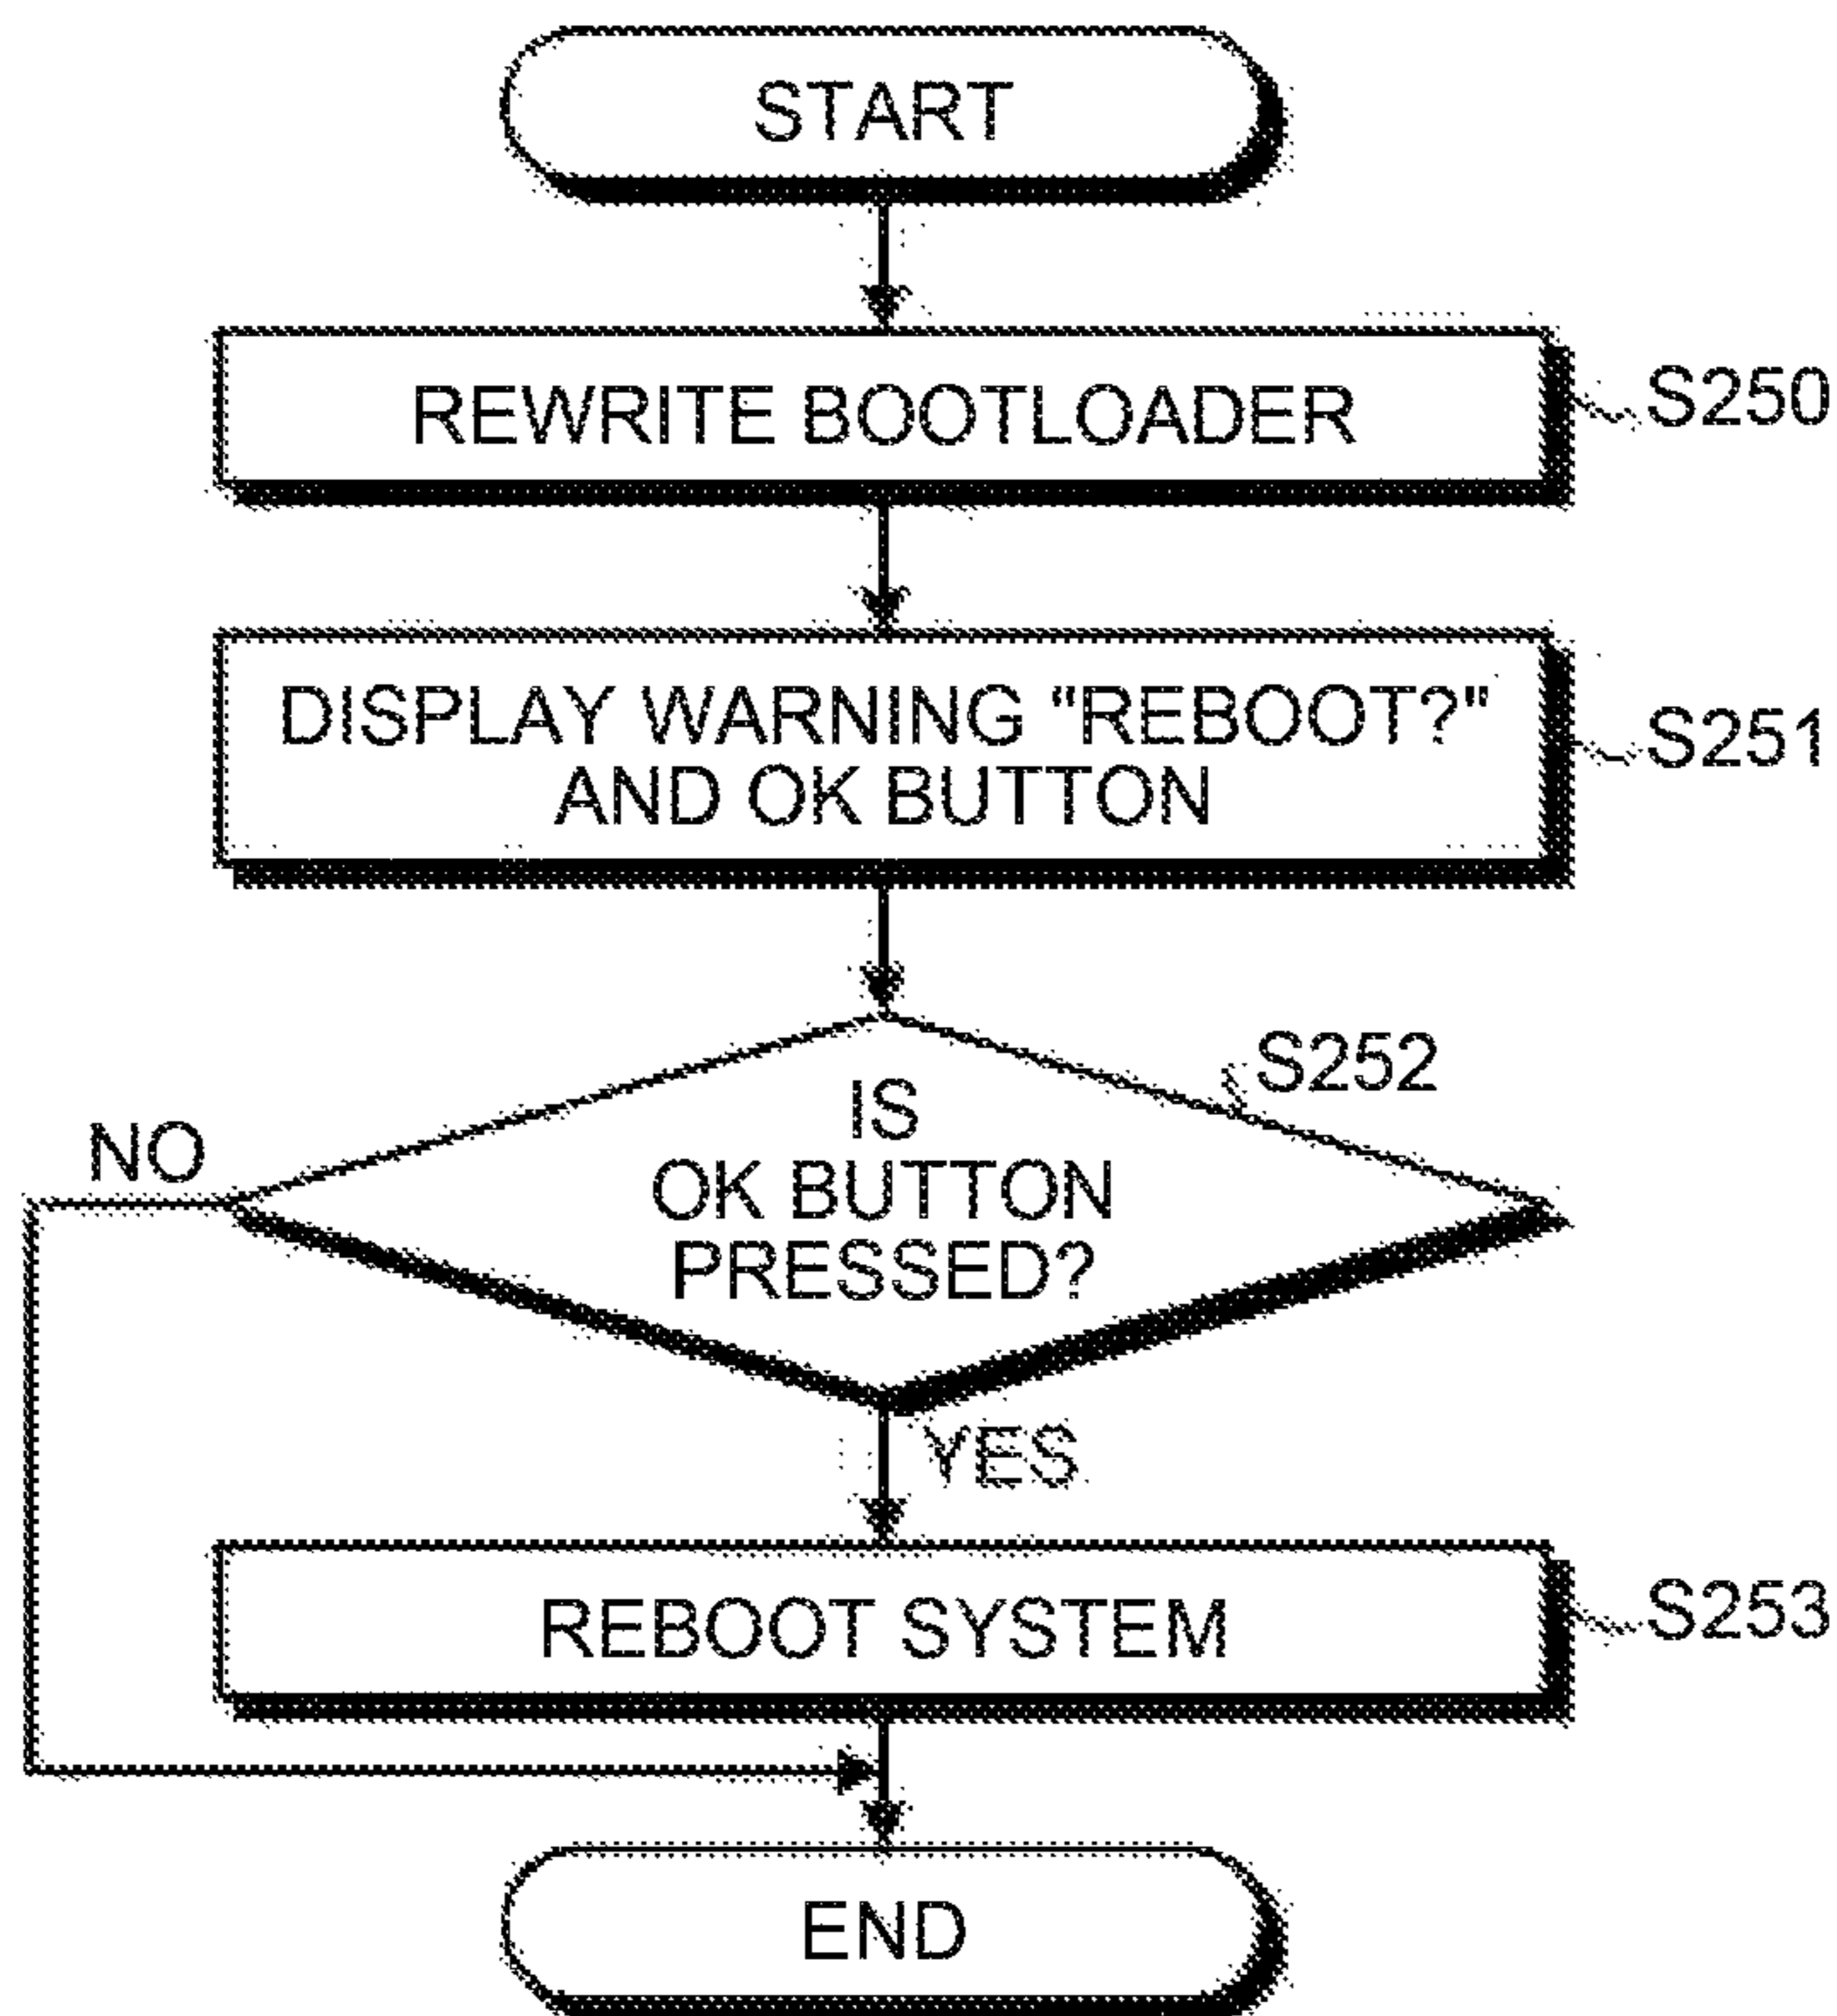 START
REWRITE BOOTLOADER
S250
DISPLAY WARNING "REBOOT?"
AND OK BUTTON
S251
S252
IS
OK BUTTON
PRESSED?
NO
YES
REBOOT SYSTEM
S253
END